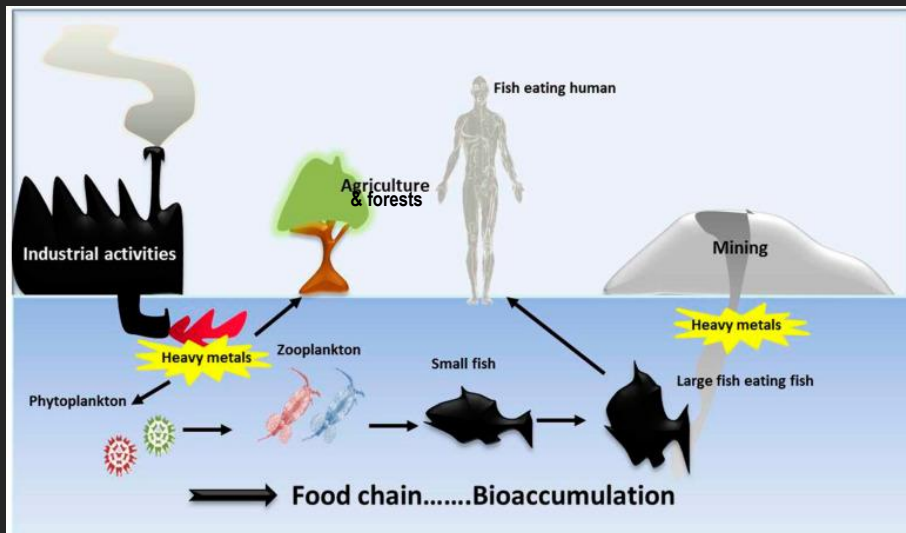 Fish eating human
Agriculture
& forests
Industrial activities
Mining
Heavy metals
Heavy metals
Zooplankton
Small fish
Large fish eating fish
Phytoplankton
Food chain.......Bioaccumulation